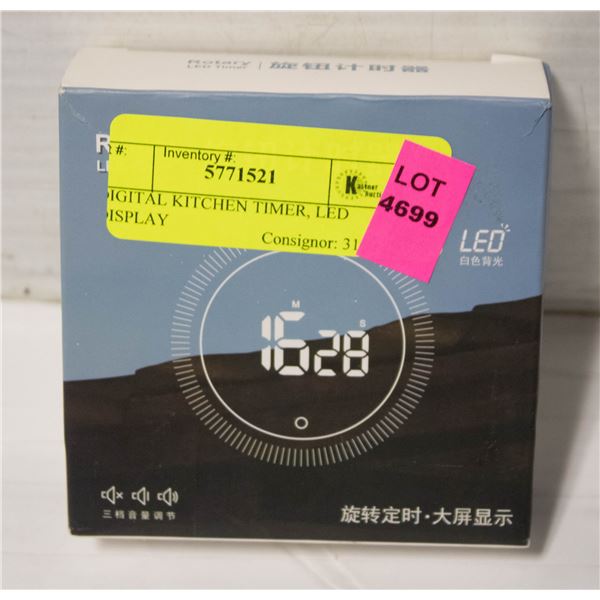 Rotary
LED Timer
旋钮计时器
#:
Inventory #:
5771521
Kastner
DIGITAL KITCHEN TIMER, LED
DISPLAY
Consignor: 31
LOT
4699
LED
白色背光
M
S
16 28
三档音量调节
旋转定时·大屏显示